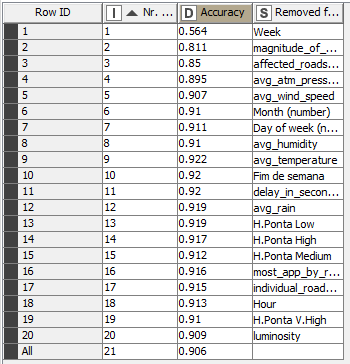 Row ID I Nr. ... D Accuracy S Removed f...
1 1 0.564 Week
2 2 0.811 magnitude_of_...
3 3 0.85 affected_roads...
4 4 0.895 avg_atm_press...
5 5 0.907 avg_wind_speed
6 6 0.91 Month (number)
7 7 0.911 Day of week (n...
8 8 0.91 avg_humidity
9 9 0.922 avg_temperature
10 10 0.92 Fim de semana
11 11 0.92 delay_in_secon...
12 12 0.919 avg_rain
13 13 0.919 H.Ponta Low
14 14 0.917 H.Ponta High
15 15 0.912 H.Ponta Medium
16 16 0.916 most_app_by_r...
17 17 0.915 individual_road...
18 18 0.913 Hour
19 19 0.91 H.Ponta V.High
20 20 0.909 luminosity
All 21 0.906